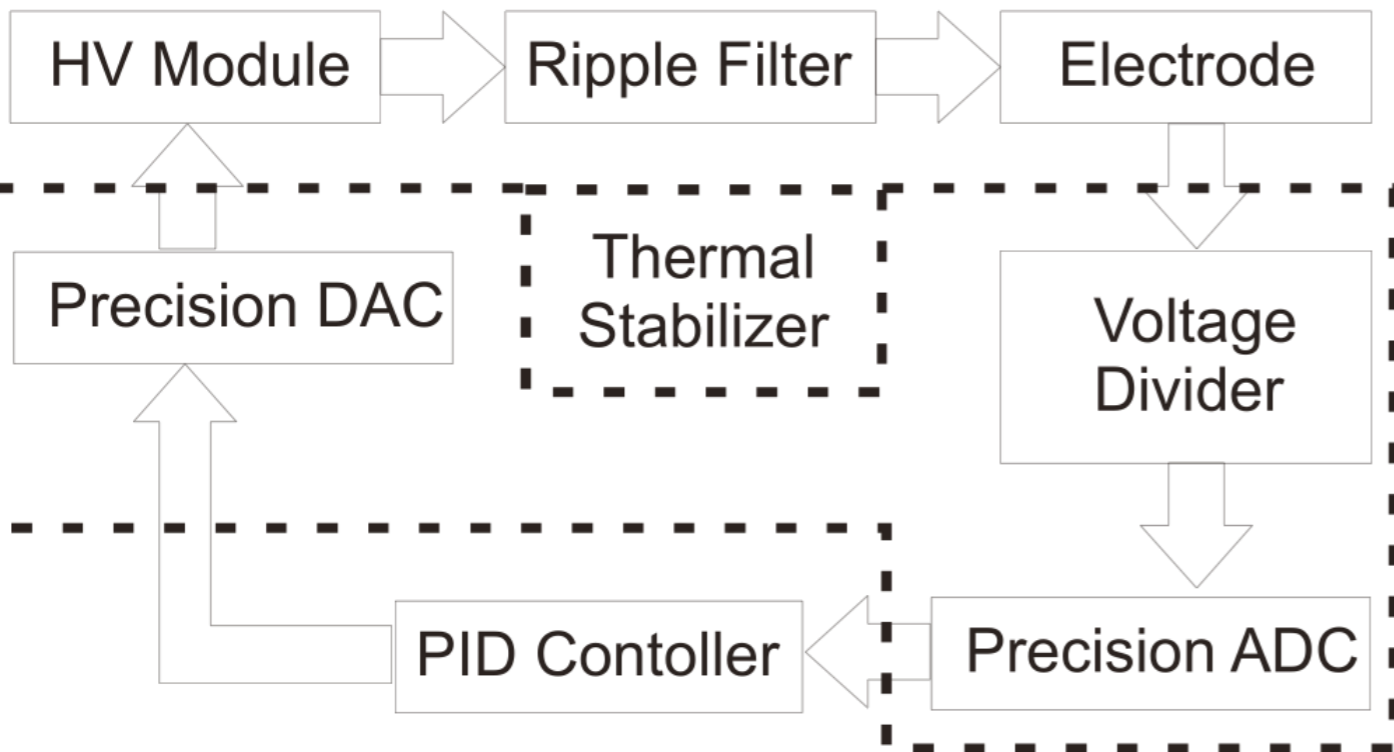 HV Module
Ripple Filter
Electrode
Precision DAC
Thermal
Stabilizer
Voltage
Divider
PID Contoller
Precision ADC